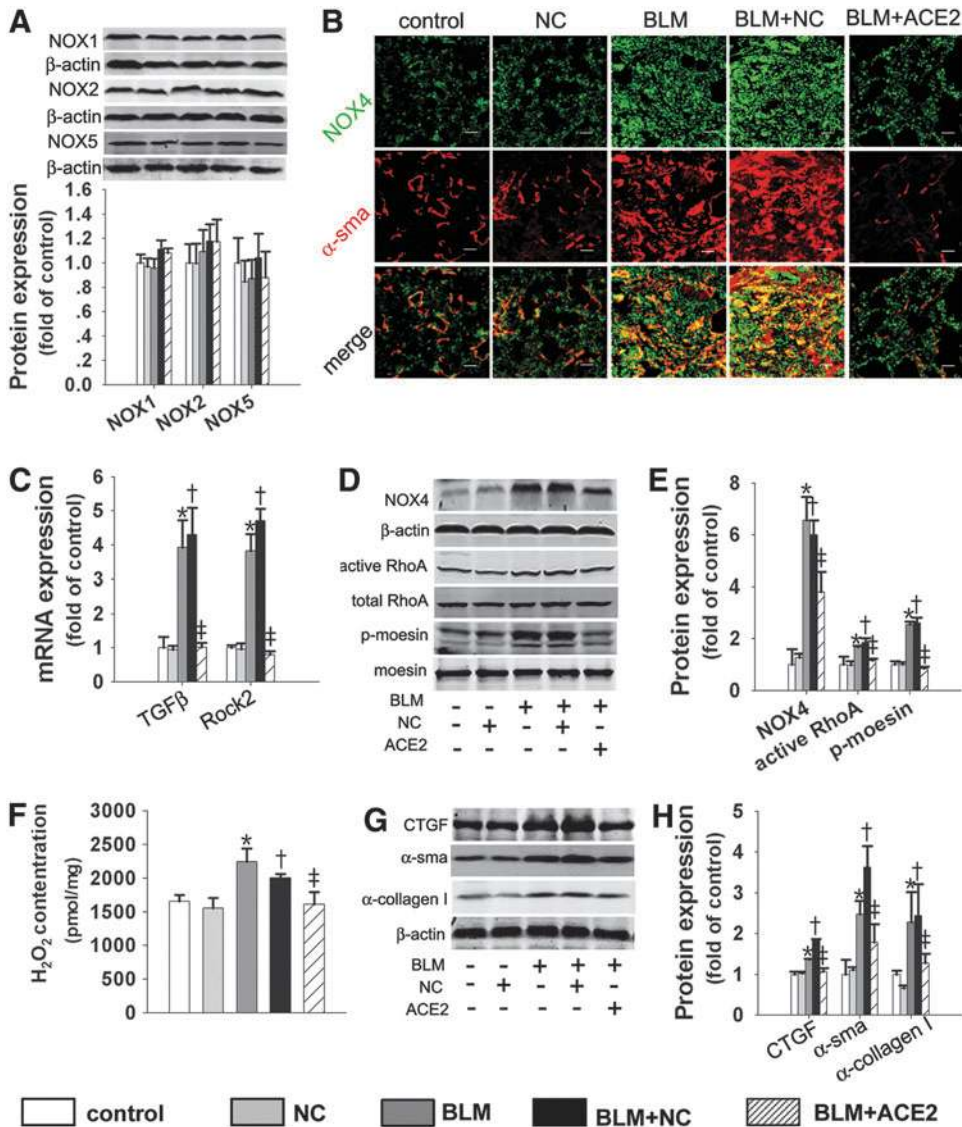 A
NOX1
β-actin
NOX2
β-actin
NOX5
β-actin
Protein expression
(fold of control)
1.6
1.4
1.2
1.0
.8
.6
.4
.2
0.0
NOX1
NOX2
NOX5
B
control
NC
BLM
BLM+NC
BLM+ACE2
NOX4
α-sma
merge
C
mRNA expression
(fold of control)
6
5
4
3
2
1
0
* † ‡
* † ‡
TGFβ
Rock2
D
NOX4
β-actin
active RhoA
total RhoA
p-moesin
moesin
BLM - - + + +
NC - + - + -
ACE2 - - - - +
E
Protein expression
(fold of control)
8
6
4
2
0
* † ‡
* † ‡
* † ‡
NOX4
active RhoA
p-moesin
F
H2O2 contentration
(pmol/mg)
3000
2500
2000
1500
1000
500
0
* † ‡
G
CTGF
α-sma
α-collagen I
β-actin
BLM - - + + +
NC - + - + -
ACE2 - - - - +
H
Protein expression
(fold of control)
5
4
3
2
1
0
* † ‡
* † ‡
* † ‡
CTGF
α-sma
α-collagen I
control
NC
BLM
BLM+NC
BLM+ACE2